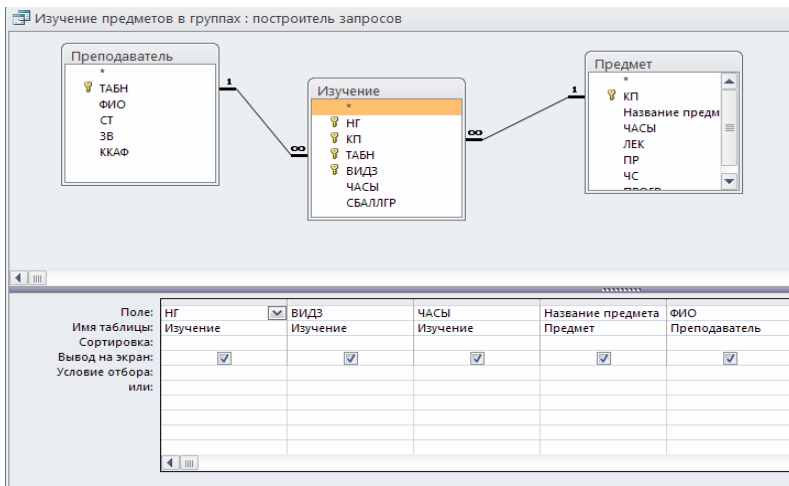 Изучение предметов в группах : построитель запросов
Преподаватель
*
ТАБН
ФИО
СТ
ЗВ
ККАФ
1
∞
Изучение
*
НГ
КП
ТАБН
ВИДЗ
ЧАСЫ
СБАЛЛГР
1
∞
Предмет
*
КП
Название предм
ЧАСЫ
ЛЕК
ПР
ЧС
Поле: НГ ВИДЗ ЧАСЫ Название предмета ФИО
Имя таблицы: Изучение Изучение Изучение Предмет Преподаватель
Сортировка:
Вывод на экран:
Условие отбора:
или: